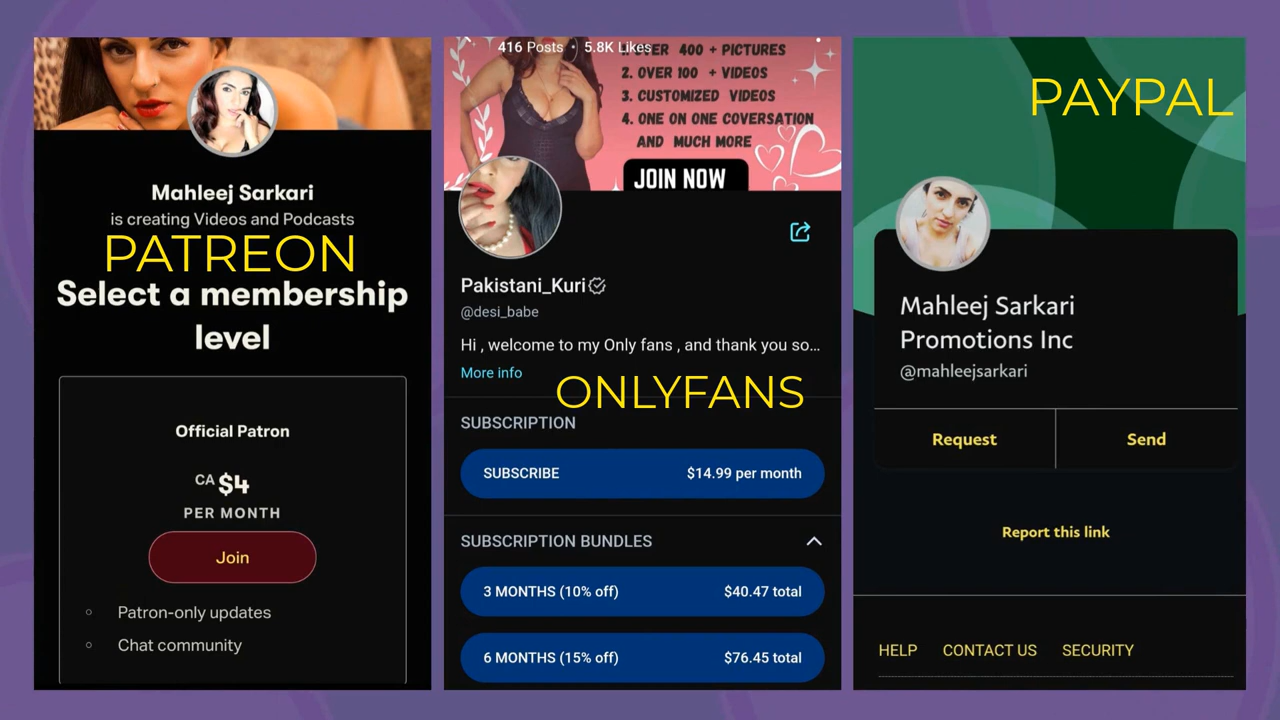 Mahleej Sarkari
is creating Videos and Podcasts
PATREON
Select a membership
level
Official Patron
CA $4
PER MONTH
Join
Patron-only updates
Chat community
416 Posts • 5.8K Likes
1. OVER 400 + PICTURES
2. OVER 100 + VIDEOS
3. CUSTOMIZED VIDEOS
4. ONE ON ONE COVERSATION
AND MUCH MORE
JOIN NOW
Pakistani_Kuri
@desi_babe
Hi , welcome to my Only fans , and thank you so...
More info
ONLYFANS
SUBSCRIPTION
SUBSCRIBE $14.99 per month
SUBSCRIPTION BUNDLES
3 MONTHS (10% off) $40.47 total
6 MONTHS (15% off) $76.45 total
PAYPAL
Mahleej Sarkari
Promotions Inc
@mahleejsarkari
Request Send
Report this link
HELP CONTACT US SECURITY